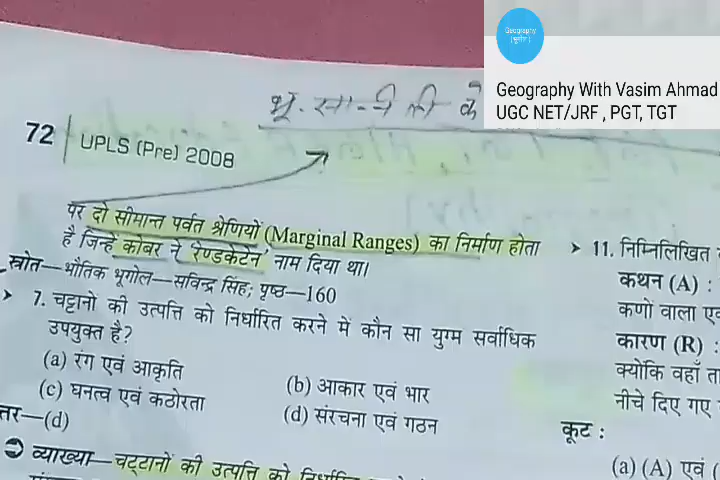 Geography
(भूगोल)
Geography With Vasim Ahmad
UGC NET/JRF , PGT, TGT
72
UPLS (Pre) 2008
पर दो सीमान्त पर्वत श्रेणियों (Marginal Ranges) का निर्माण होता
है जिन्हें कोबर ने 'रेण्डकेटेन' नाम दिया था।
स्रोत—भौतिक भूगोल—सविन्द्र सिंह; पृष्ठ—160
7. चट्टानों की उत्पत्ति को निर्धारित करने में कौन सा युग्म सर्वाधिक
उपयुक्त है?
(a) रंग एवं आकृति
(b) आकार एवं भार
(c) घनत्व एवं कठोरता
(d) संरचना एवं गठन
त्तर—(d)
व्याख्या—चट्टानों की उत्पत्ति को
11. निम्निलिखित
कथन (A) :
कणों वाला एव
कारण (R) :
क्योंकि वहाँ ता
नीचे दिए गए
कूट :
(a) (A) एवं (